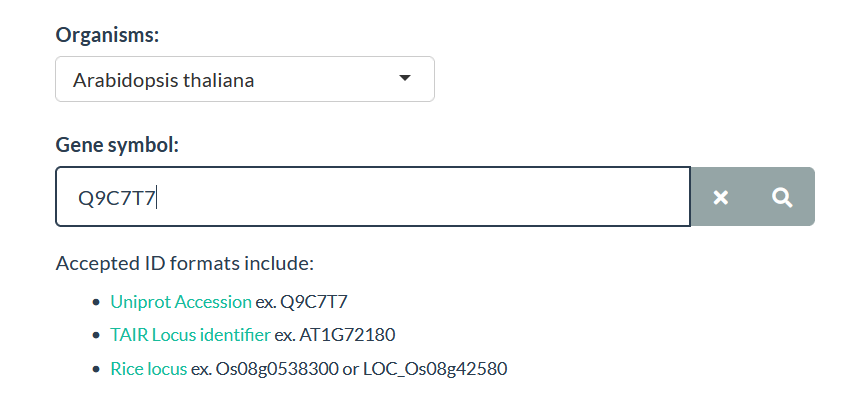 Organisms:
Arabidopsis thaliana
Gene symbol:
Q9C7T7
Accepted ID formats include:
Uniprot Accession ex. Q9C7T7
TAIR Locus identifier ex. AT1G72180
Rice locus ex. Os08g0538300 or LOC_Os08g42580